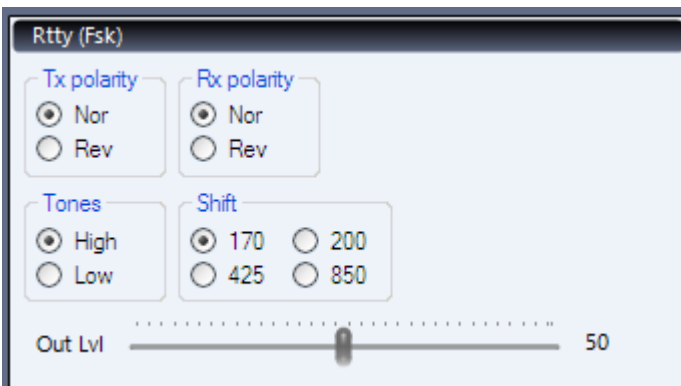 Rtty (Fsk)
Tx polarity Rx polarity
Nor Nor
Rev Rev
Tones Shift
High 170 200
Low 425 850
Out Lvl 50